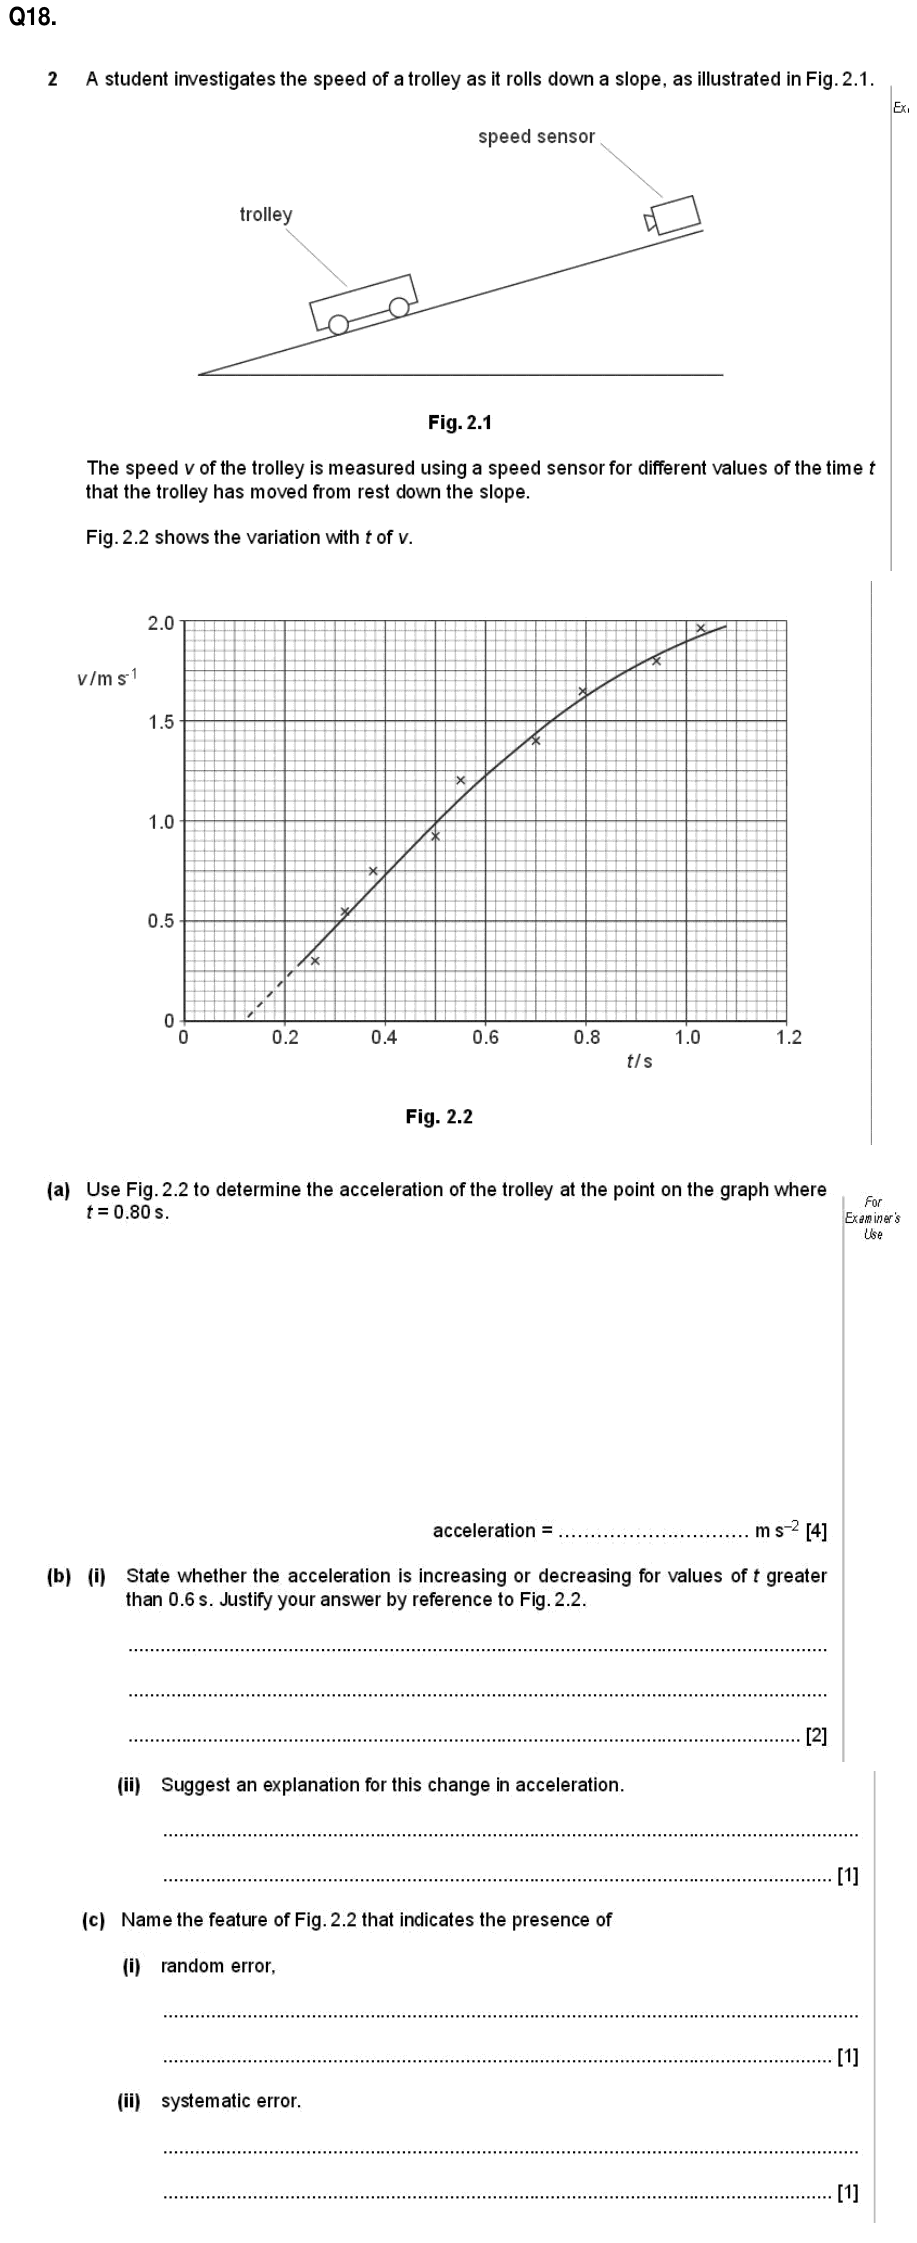 Q18.
2 A student investigates the speed of a trolley as it rolls down a slope, as illustrated in Fig. 2.1.
Ex
speed sensor
trolley
Fig. 2.1
The speed v of the trolley is measured using a speed sensor for different values of the time t
that the trolley has moved from rest down the slope.
Fig. 2.2 shows the variation with t of v.
2.0
v / m s-1
1.5
1.0
0.5
0
0 0.2 0.4 0.6 0.8 1.0 1.2
t / s
Fig. 2.2
(a) Use Fig. 2.2 to determine the acceleration of the trolley at the point on the graph where
t = 0.80 s.
For
Examiner's
Use
acceleration = .............................. m s–2 [4]
(b) (i) State whether the acceleration is increasing or decreasing for values of t greater
than 0.6 s. Justify your answer by reference to Fig. 2.2.
..................................................................................................................
..................................................................................................................
.............................................................................................................. [2]
(ii) Suggest an explanation for this change in acceleration.
..................................................................................................................
.............................................................................................................. [1]
(c) Name the feature of Fig. 2.2 that indicates the presence of
(i) random error,
..................................................................................................................
.............................................................................................................. [1]
(ii) systematic error.
..................................................................................................................
.............................................................................................................. [1]